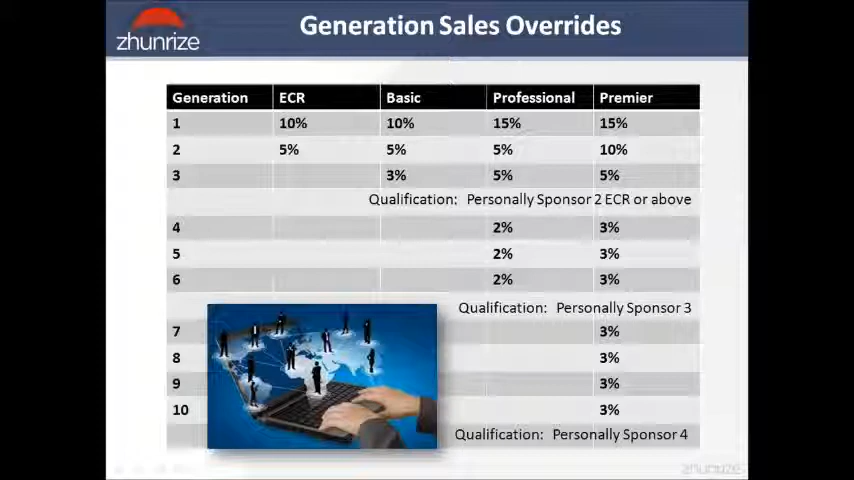 zhunrize
Generation Sales Overrides
Generation ECR Basic Professional Premier
1 10% 10% 15% 15%
2 5% 5% 5% 10%
3 3% 5% 5%
Qualification: Personally Sponsor 2 ECR or above
4 2% 3%
5 2% 3%
6 2% 3%
Qualification: Personally Sponsor 3
7 3%
8 3%
9 3%
10 3%
Qualification: Personally Sponsor 4
zhunrize